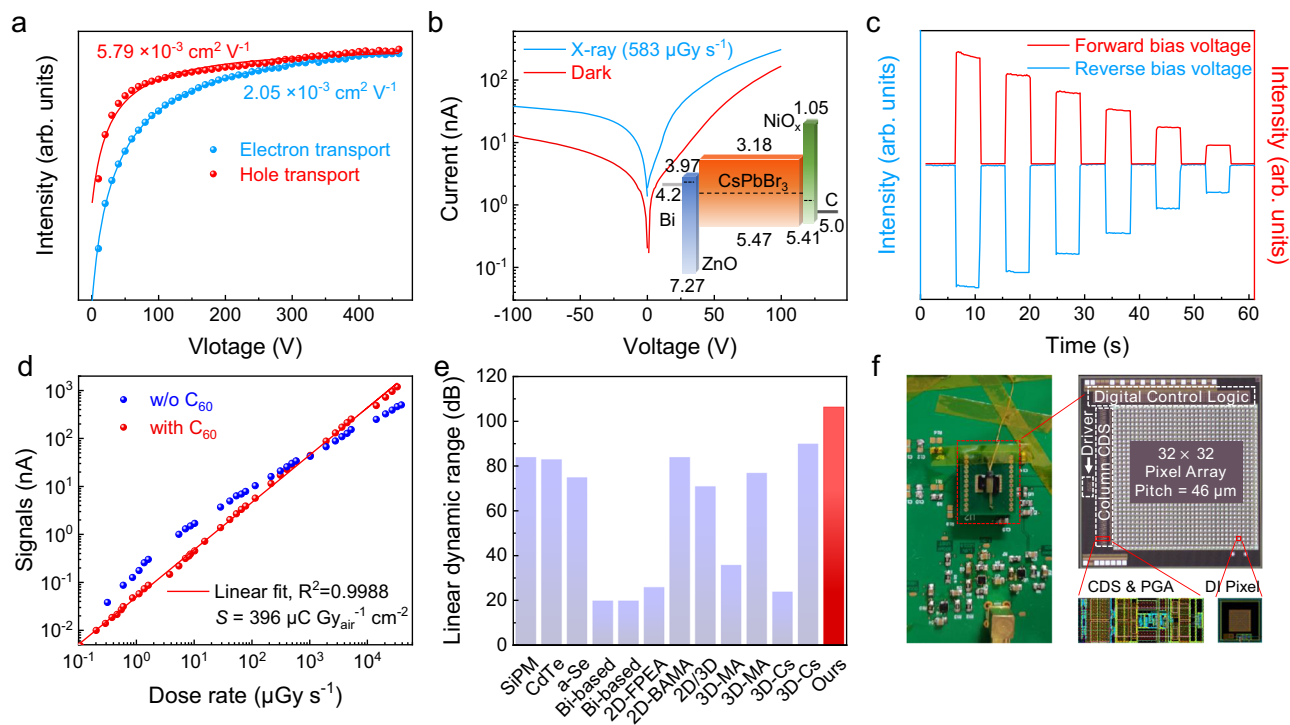 a
5.79 ×10⁻³ cm² V⁻¹
2.05 ×10⁻³ cm² V⁻¹
Electron transport
Hole transport
Intensity (arb. units)
0 100 200 300 400
Vlotage (V)
b
X-ray (583 µGy s⁻¹)
Dark
10²
10¹
10⁰
10⁻¹
Current (nA)
1.05
NiOₓ
3.18
3.97
CsPbBr₃
4.2
Bi
C
5.0
5.47
5.41
ZnO
7.27
-100 -50 0 50 100
Voltage (V)
c
Forward bias voltage
Reverse bias voltage
Intensity (arb. units)
Intensity (arb. units)
0 10 20 30 40 50 60
Time (s)
d
w/o C₆₀
with C₆₀
10³
10²
10¹
10⁰
10⁻¹
10⁻²
Signals (nA)
Linear fit, R²=0.9988
S = 396 µC Gyₐᵢᵣ⁻¹ cm⁻²
10⁻¹ 10⁰ 10¹ 10² 10³ 10⁴
Dose rate (µGy s⁻¹)
e
120
100
80
60
40
20
0
Linear dynamic range (dB)
SiPM
CdTe
a-Se
Bi-based
Bi-based
2D-FPEA
2D-BAMA
2D/3D
3D-MA
3D-MA
3D-Cs
3D-Cs
Ours
f
Digital Control Logic
Driver
Column CDS
32 × 32
Pixel Array
Pitch = 46 µm
CDS & PGA
DI Pixel